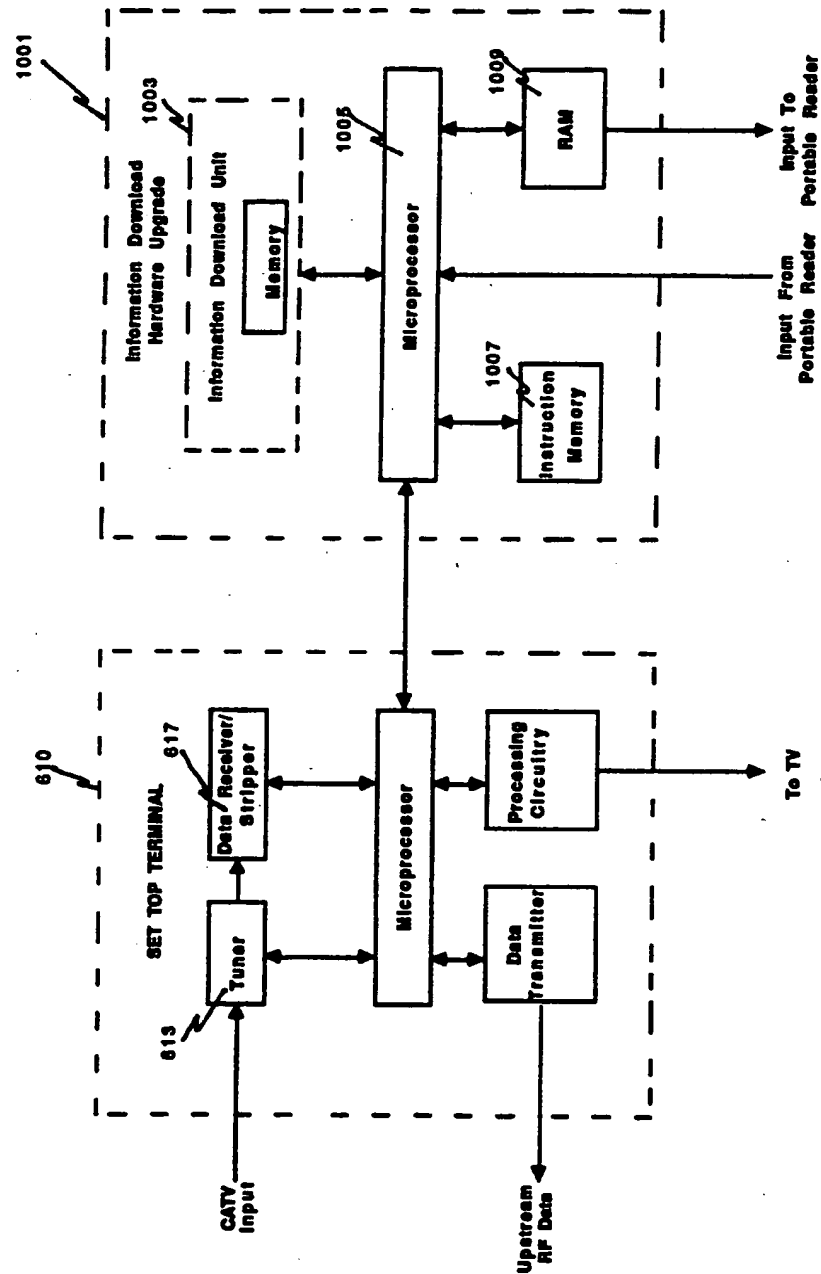 610
SET TOP TERMINAL
CATV
Input
613
Tuner
617
Data Receiver/
Stripper
Microprocessor
Data
Transmitter
Processing
Circuitry
Upstream
RF Data
To TV
1001
Information Download
Hardware Upgrade
1003
Information Download Unit
Memory
1005
Microprocessor
1007
Instruction
Memory
1009
RAM
Input From
Portable Reader
Input To
Portable Reader